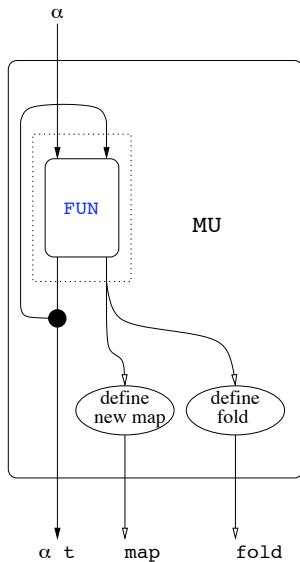 α
FUN
MU
define
new map
define
fold
α t map fold